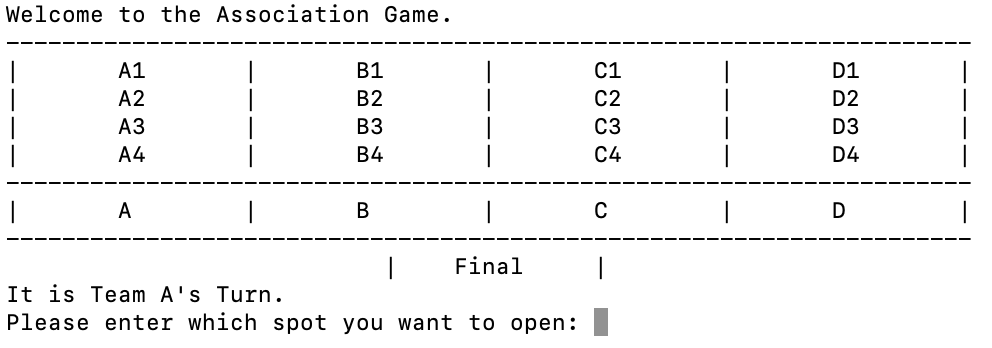 Welcome to the Association Game.
---------------------------------------------------------------------
|       A1       |       B1       |       C1       |       D1       |
|       A2       |       B2       |       C2       |       D2       |
|       A3       |       B3       |       C3       |       D3       |
|       A4       |       B4       |       C4       |       D4       |
---------------------------------------------------------------------
|       A        |       B        |       C        |       D        |
---------------------------------------------------------------------
|    Final     |
It is Team A's Turn.
Please enter which spot you want to open: